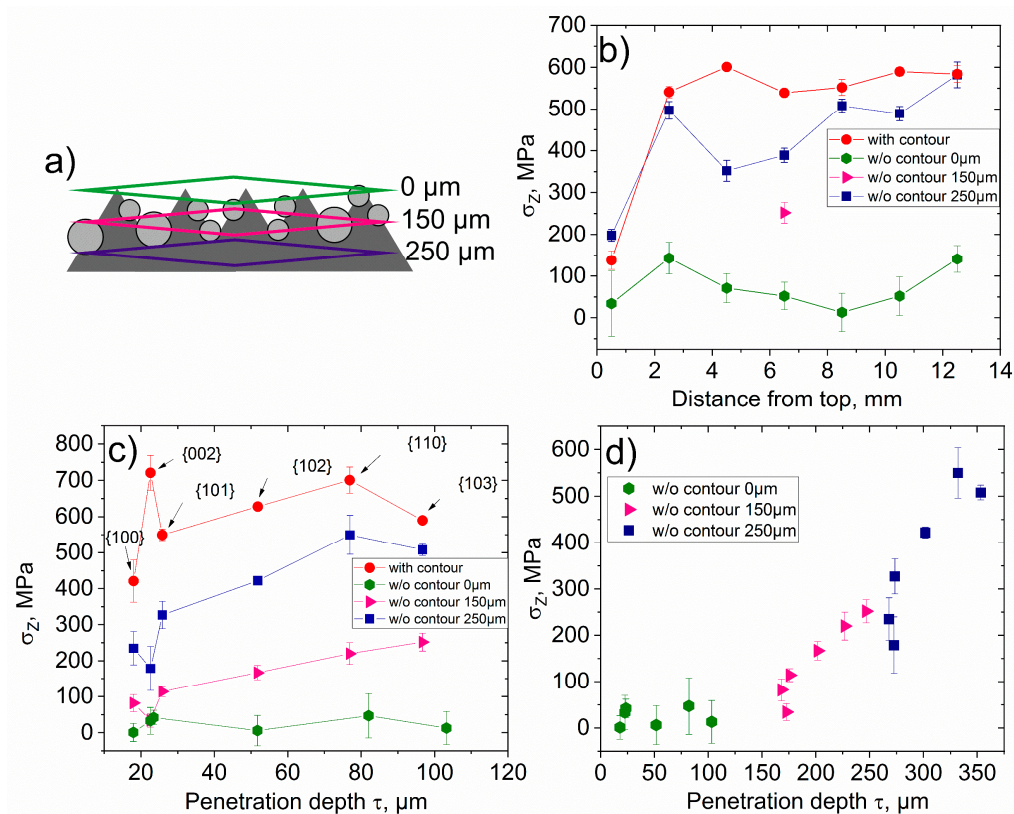 a)
0 µm
150 µm
250 µm
b)
700
600
500
400
300
200
100
0
σZ, MPa
with contour
w/o contour 0µm
w/o contour 150µm
w/o contour 250µm
0 2 4 6 8 10 12 14
Distance from top, mm
c)
800
700
600
500
400
300
200
100
0
σZ, MPa
{100}
{002}
{101}
{102}
{110}
{103}
with contour
w/o contour 0µm
w/o contour 150µm
w/o contour 250µm
20 40 60 80 100 120
Penetration depth τ, µm
d)
600
500
400
300
200
100
0
σZ, MPa
w/o contour 0µm
w/o contour 150µm
w/o contour 250µm
0 50 100 150 200 250 300 350
Penetration depth τ, µm